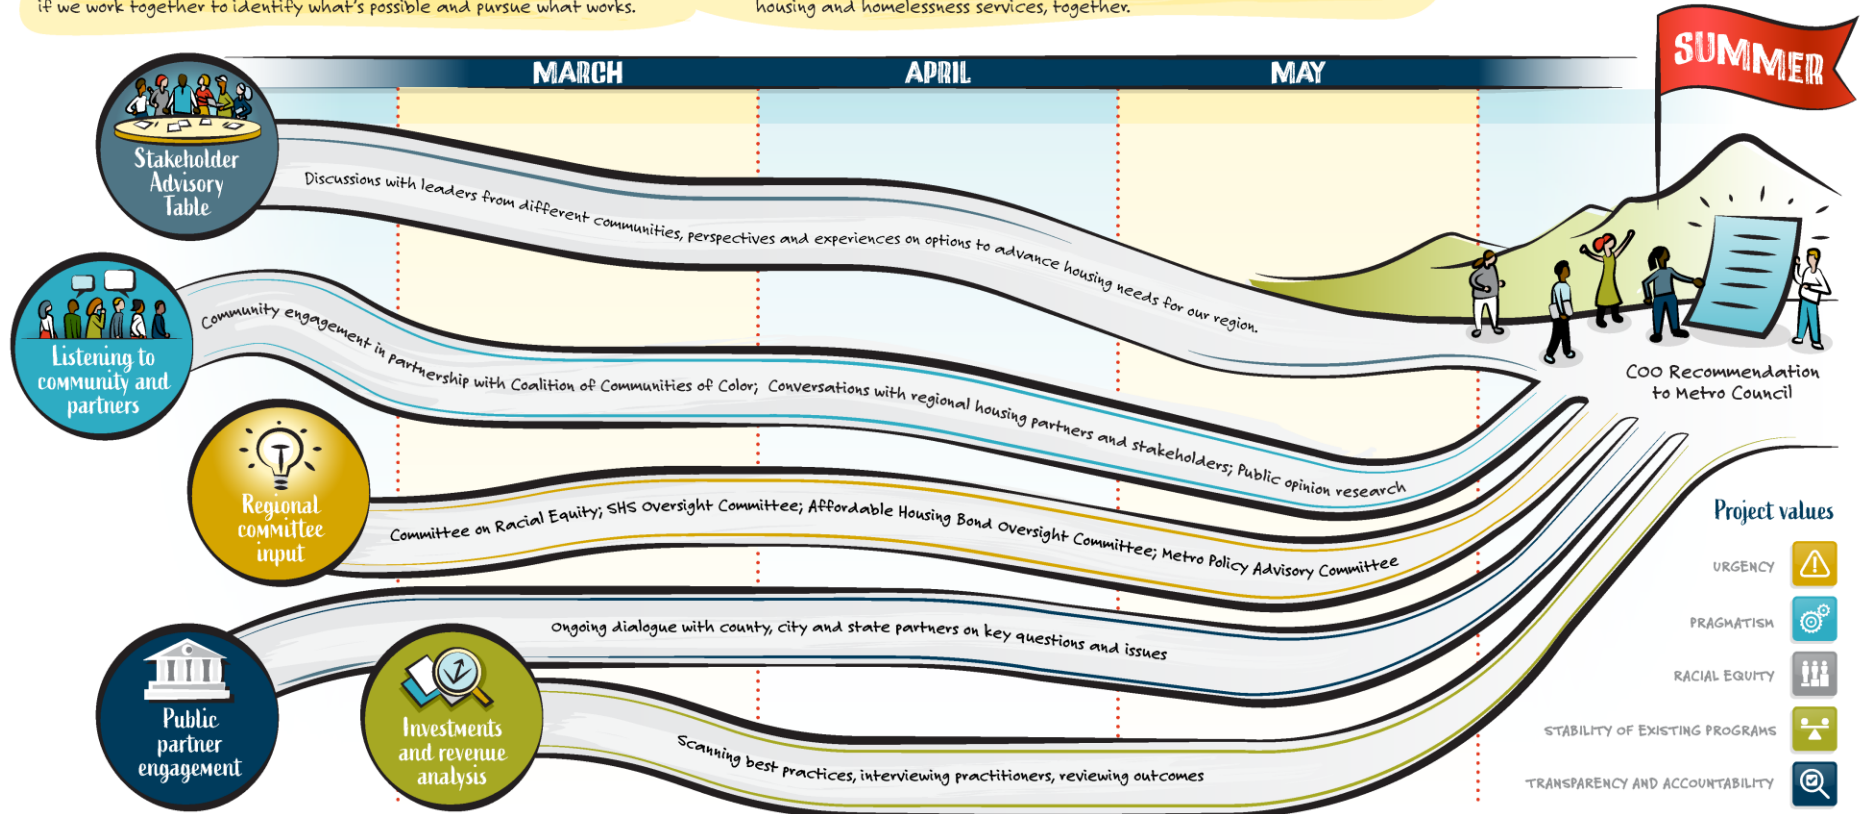 if we work together to identify what's possible and pursue what works.
housing and homelessness services, together.
MARCH
APRIL
MAY
SUMMER
Stakeholder
Advisory
Table
Discussions with leaders from different communities, perspectives and experiences on options to advance housing needs for our region.
Listening to
community and
partners
Community engagement in partnership with Coalition of Communities of Color; Conversations with regional housing partners and stakeholders; Public opinion research
COO Recommendation
to Metro Council
Regional
committee
input
Committee on Racial Equity; SHS Oversight Committee; Affordable Housing Bond Oversight Committee; Metro Policy Advisory Committee
Public
partner
engagement
Ongoing dialogue with county, city and state partners on key questions and issues
Investments
and revenue
analysis
Scanning best practices, interviewing practitioners, reviewing outcomes
Project values
URGENCY
PRAGMATISM
RACIAL EQUITY
STABILITY OF EXISTING PROGRAMS
TRANSPARENCY AND ACCOUNTABILITY